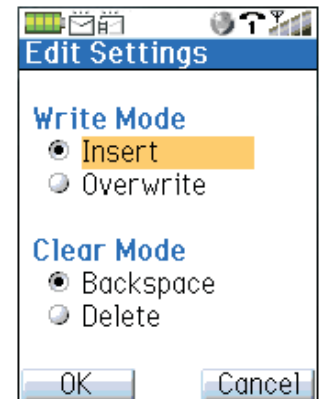 Edit Settings
Write Mode
Insert
Overwrite
Clear Mode
Backspace
Delete
OK Cancel